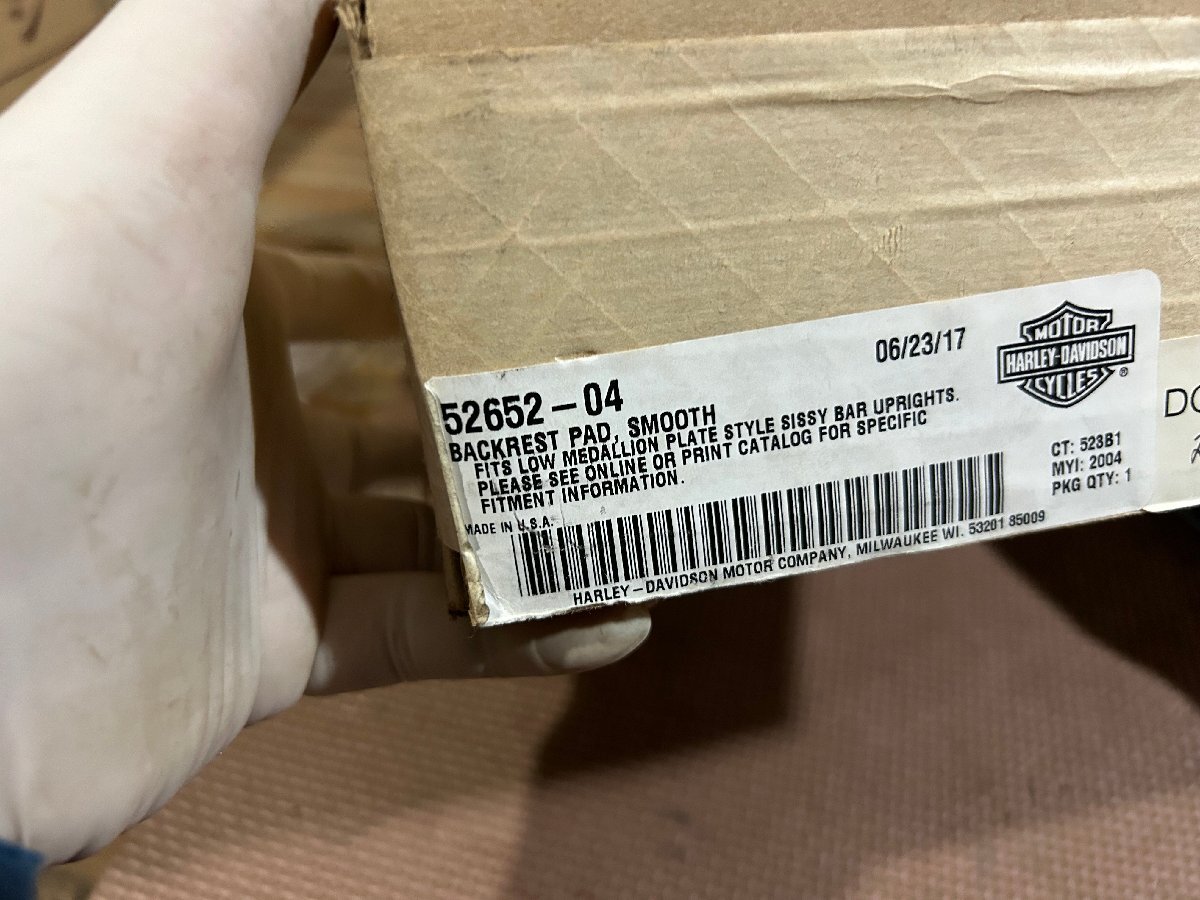 52652-04
06/23/17
BACKREST PAD, SMOOTH
FITS LOW MEDALLION PLATE STYLE SISSY BAR UPRIGHTS.
PLEASE SEE ONLINE OR PRINT CATALOG FOR SPECIFIC
FITMENT INFORMATION.
MADE IN U.S.A.
HARLEY-DAVIDSON MOTOR COMPANY, MILWAUKEE WI. 53201 85009
MOTOR
HARLEY-DAVIDSON
CYCLES
®
CT: 523B1
MYI: 2004
PKG QTY: 1